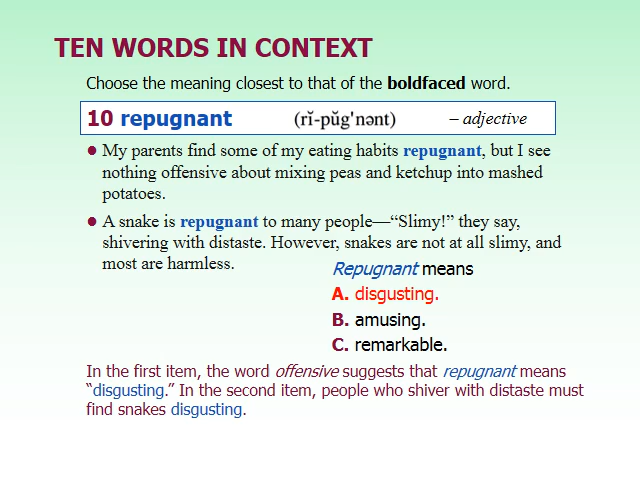 TEN WORDS IN CONTEXT
Choose the meaning closest to that of the boldfaced word.
10 repugnant (rĭ-pŭg'nənt) – adjective
● My parents find some of my eating habits repugnant, but I see
nothing offensive about mixing peas and ketchup into mashed
potatoes.
● A snake is repugnant to many people—“Slimy!” they say,
shivering with distaste. However, snakes are not at all slimy, and
most are harmless.
Repugnant means
A. disgusting.
B. amusing.
C. remarkable.
In the first item, the word offensive suggests that repugnant means
“disgusting.” In the second item, people who shiver with distaste must
find snakes disgusting.